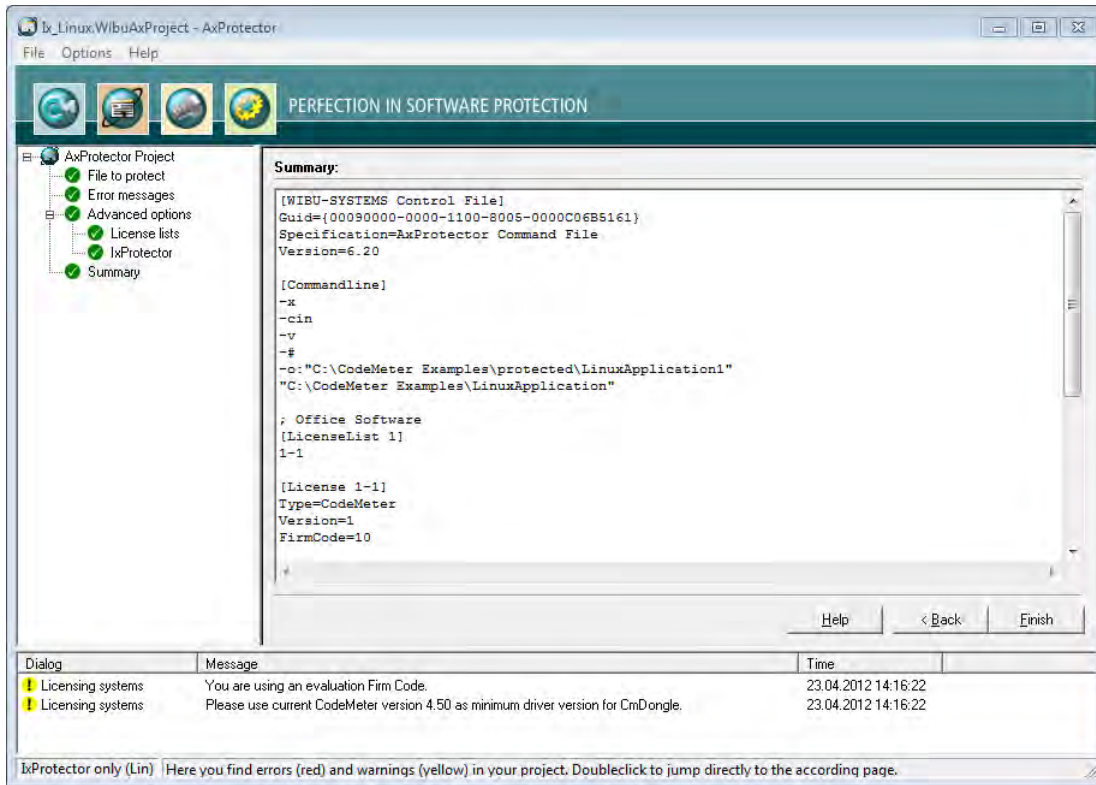 Ix_Linux.WibuAxProject - AxProtector
File Options Help
PERFECTION IN SOFTWARE PROTECTION
AxProtector Project
File to protect
Error messages
Advanced options
License lists
IxProtector
Summary
Summary:
[WIBU-SYSTEMS Control File]
Guid={00090000-0000-1100-8005-0000C06B5161}
Specification=AxProtector Command File
Version=6.20
[Commandline]
-x
-cin
-v
-#
-o:"C:\CodeMeter Examples\protected\LinuxApplication1"
"C:\CodeMeter Examples\LinuxApplication"
; Office Software
[LicenseList 1]
1-1
[License 1-1]
Type=CodeMeter
Version=1
FirmCode=10
Help < Back Finish
Dialog Message Time
Licensing systems You are using an evaluation Firm Code. 23.04.2012 14:16:22
Licensing systems Please use current CodeMeter version 4.50 as minimum driver version for CmDongle. 23.04.2012 14:16:22
IxProtector only (Lin) Here you find errors (red) and warnings (yellow) in your project. Doubleclick to jump directly to the according page.